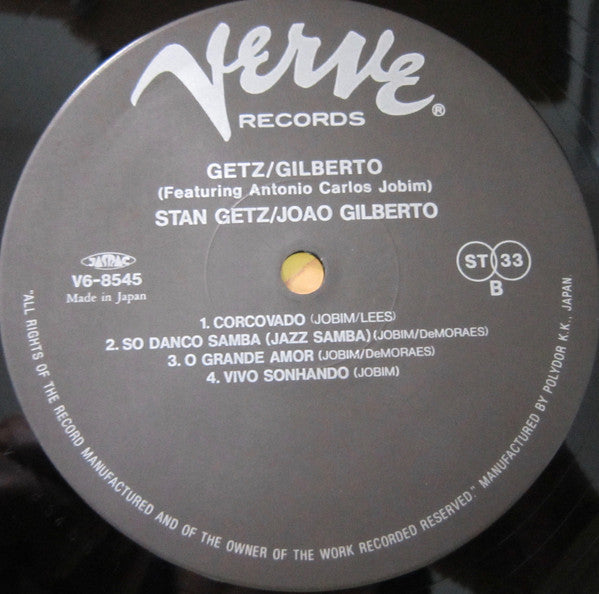 Verve®
RECORDS
GETZ/GILBERTO
(Featuring Antonio Carlos Jobim)
STAN GETZ/JOAO GILBERTO
JASRAC
V6-8545
Made in Japan
ST 33
B
1. CORCOVADO (JOBIM/LEES)
2. SO DANCO SAMBA (JAZZ SAMBA) (JOBIM/DeMORAES)
3. O GRANDE AMOR (JOBIM/DeMORAES)
4. VIVO SONHANDO (JOBIM)
"ALL RIGHTS OF THE RECORD MANUFACTURED AND OF THE OWNER OF THE WORK RECORDED RESERVED." MANUFACTURED BY POLYDOR K.K., JAPAN